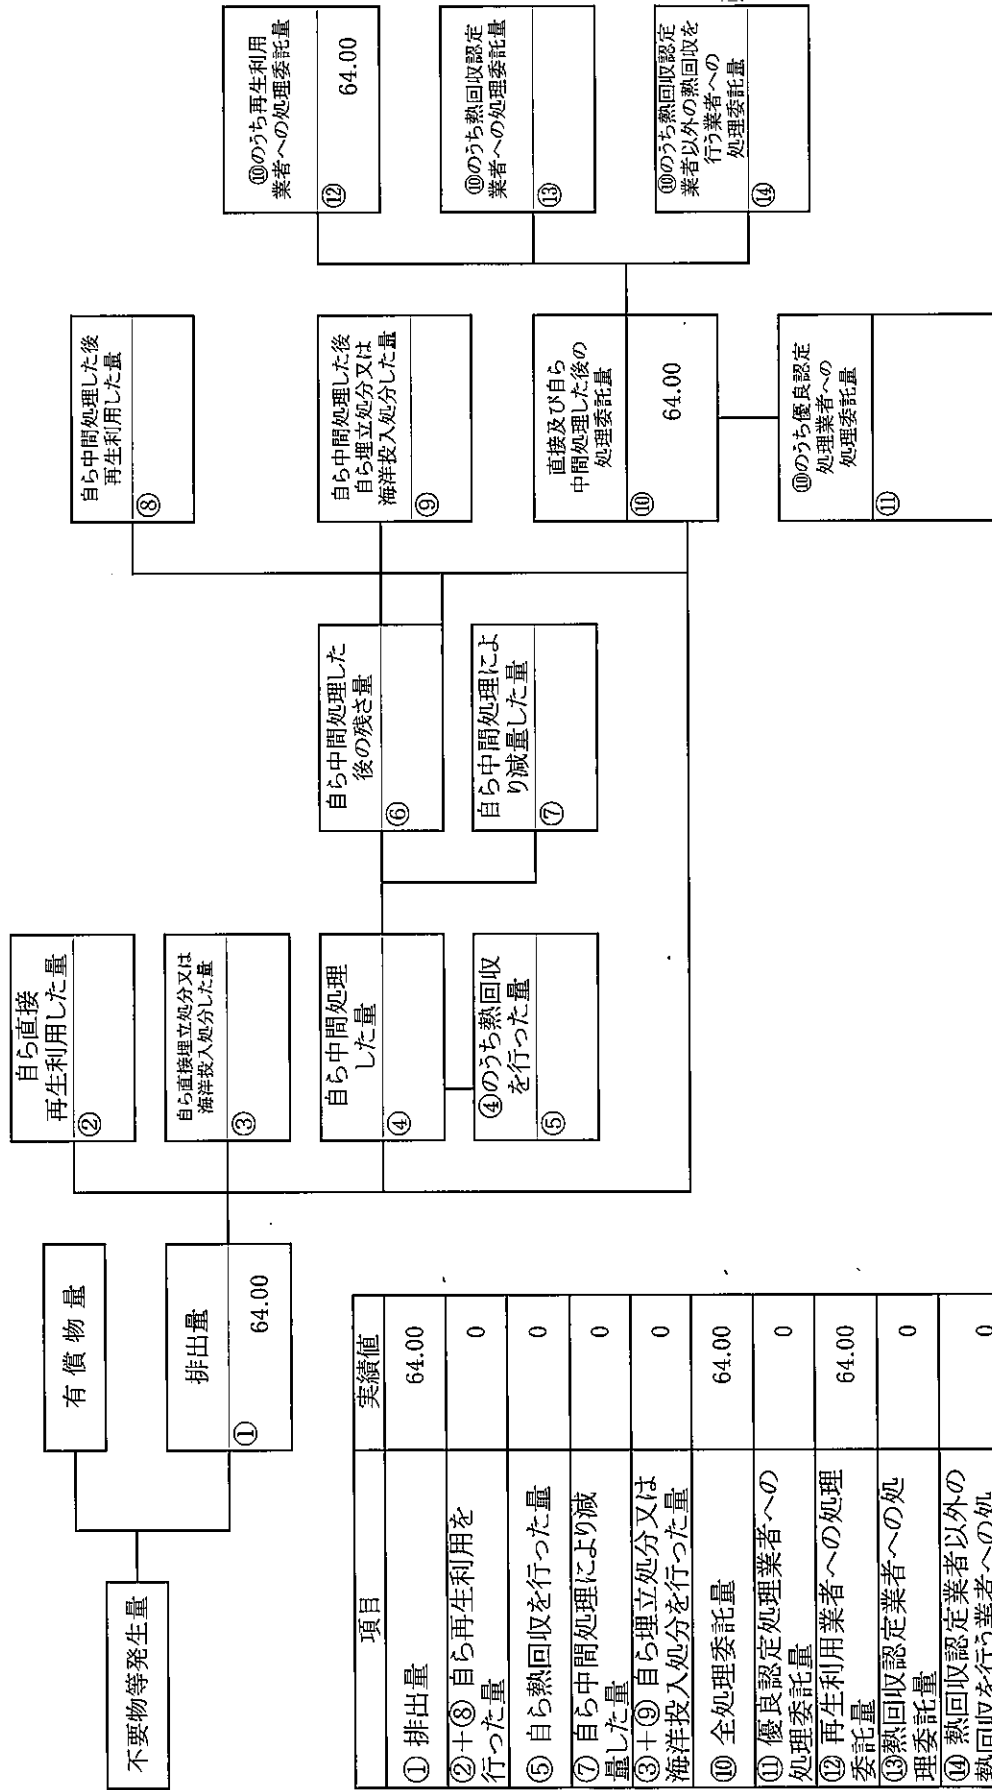 不要物等発生量
有償物量
排出量
①
64.00
自ら直接
再生利用した量
②
自ら直接埋立処分又は
海洋投入処分した量
③
自ら中間処理
した量
④
④のうち熱回収
を行った量
⑤
自ら中間処理した
後の残さ量
⑥
自ら中間処理によ
り減量した量
⑦
自ら中間処理した後
再生利用した量
⑧
自ら中間処理した後
自ら埋立処分又は
海洋投入処分した量
⑨
直接及び自ら
中間処理した後の
処理委託量
⑩
64.00
⑩のうち優良認定
処理業者への
処理委託量
⑪
⑩のうち再生利用
業者への処理委託量
⑫
64.00
⑩のうち熱回収認定
業者への処理委託量
⑬
⑩のうち熱回収認定
業者以外の熱回収を
行う業者への
処理委託量
⑭
項目 実績値
① 排出量 64.00
②+⑧ 自ら再生利用を
行った量 0
⑤ 自ら熱回収を行った量 0
⑦ 自ら中間処理により減
量した量 0
③+⑨ 自ら埋立処分又は
海洋投入処分を行った量 0
⑩ 全処理委託量 64.00
⑪ 優良認定処理業者への
処理委託量 0
⑫ 再生利用業者への処理
委託量 64.00
⑬熱回収認定業者への処
理委託量 0
⑭ 熱回収認定業者以外の
熱回収を行う業者への処 0